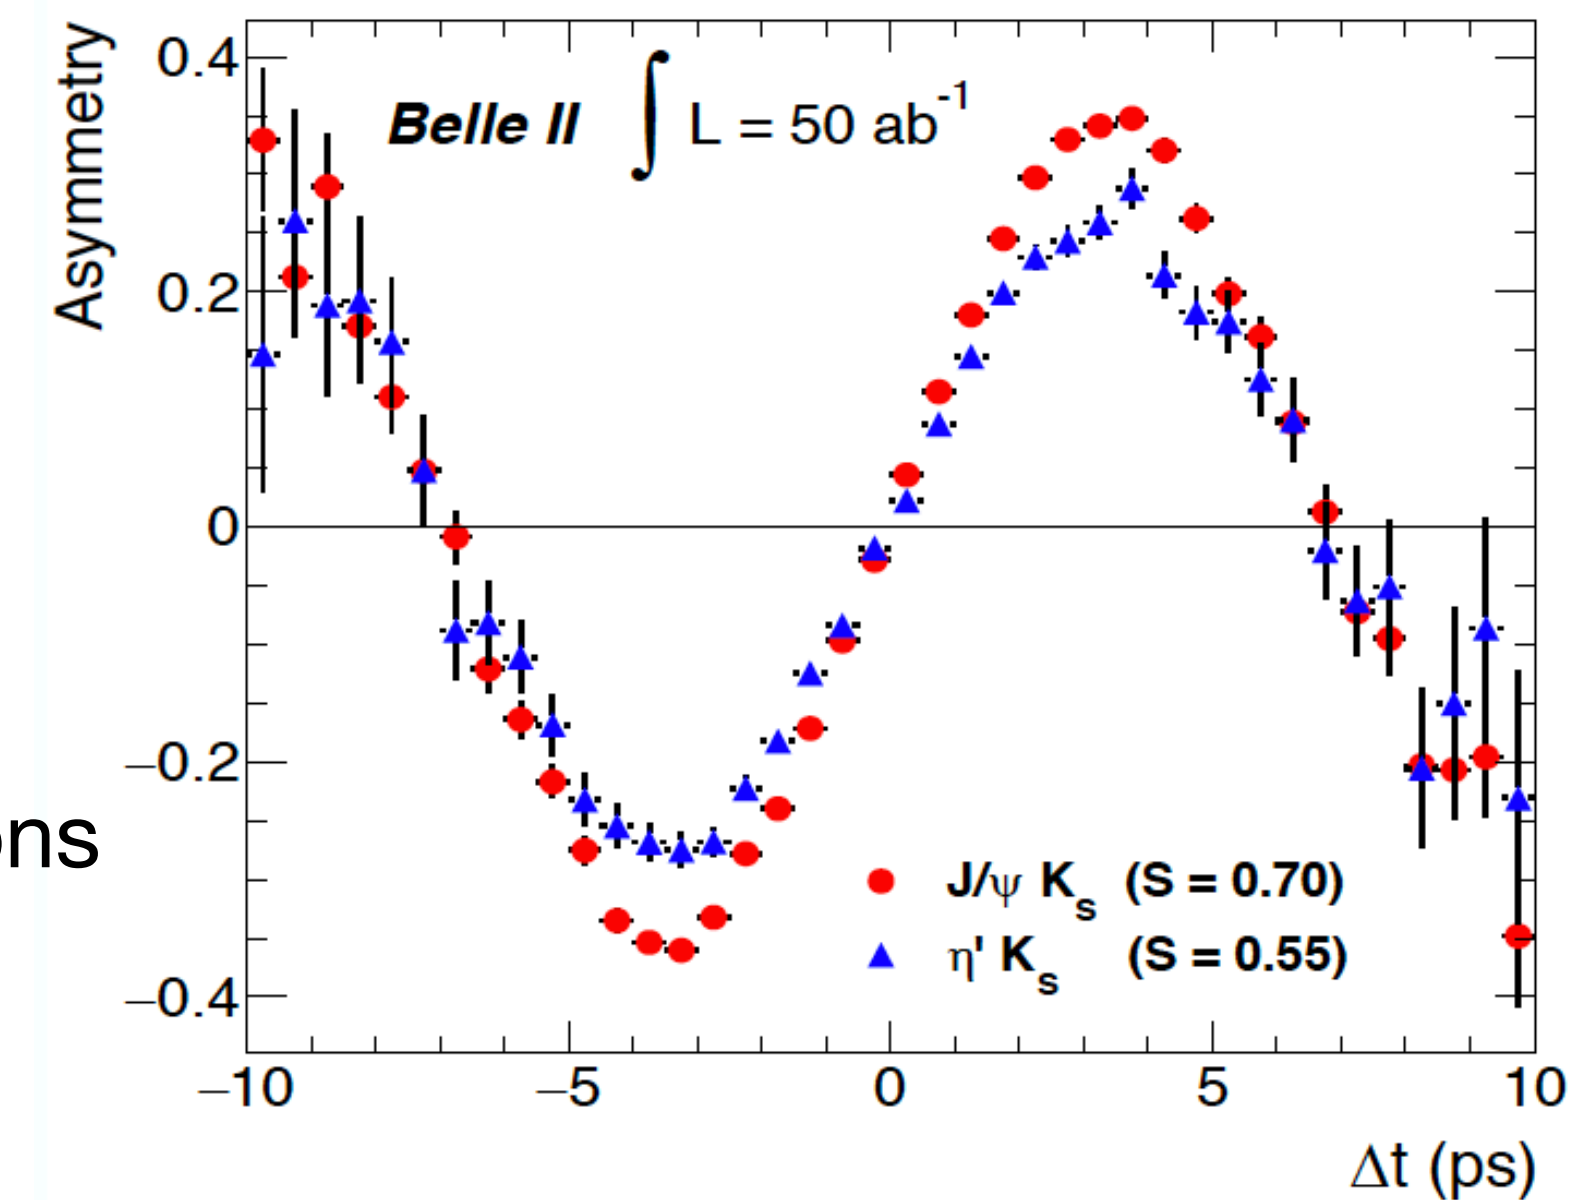 Asymmetry
0.4
0.2
0
−0.2
−0.4
Belle II ∫ L = 50 ab-1
J/ψ Ks (S = 0.70)
η' Ks (S = 0.55)
−10 −5 0 5 10
Δt (ps)